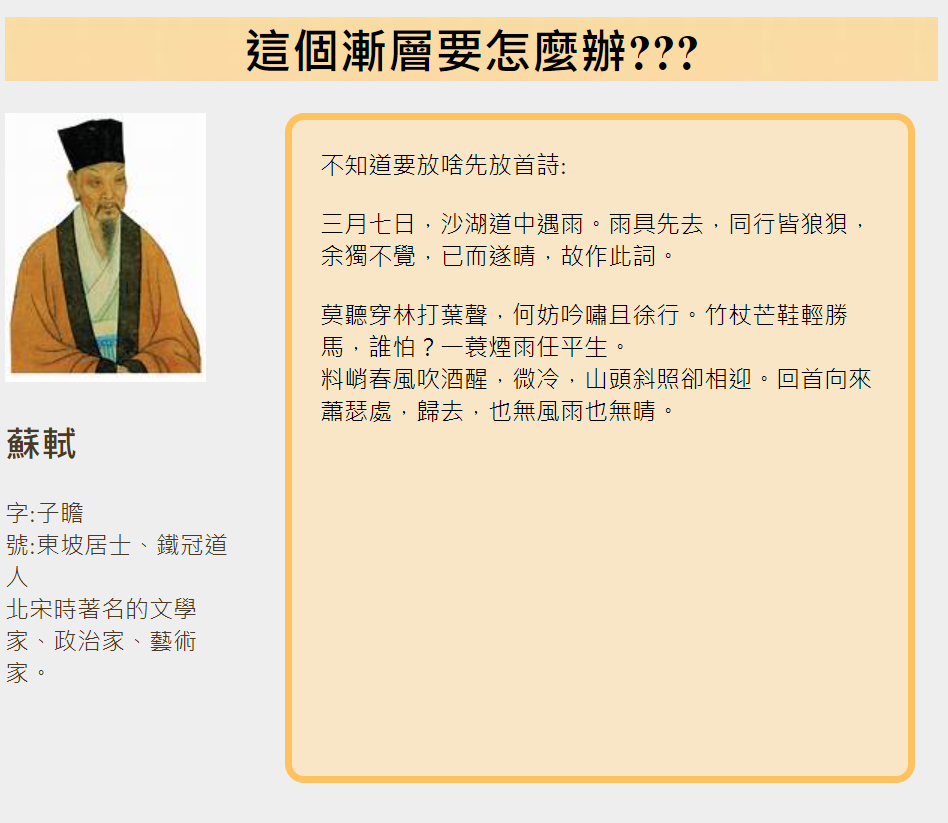 這個漸層要怎麼辦???
不知道要放啥先放首詩:
三月七日，沙湖道中遇雨。雨具先去，同行皆狼狽，
余獨不覺，已而遂晴，故作此詞。
莫聽穿林打葉聲，何妨吟嘯且徐行。竹杖芒鞋輕勝
馬，誰怕？一蓑煙雨任平生。
料峭春風吹酒醒，微冷，山頭斜照卻相迎。回首向來
蕭瑟處，歸去，也無風雨也無晴。
蘇軾
字:子瞻
號:東坡居士、鐵冠道
人
北宋時著名的文學
家、政治家、藝術
家。